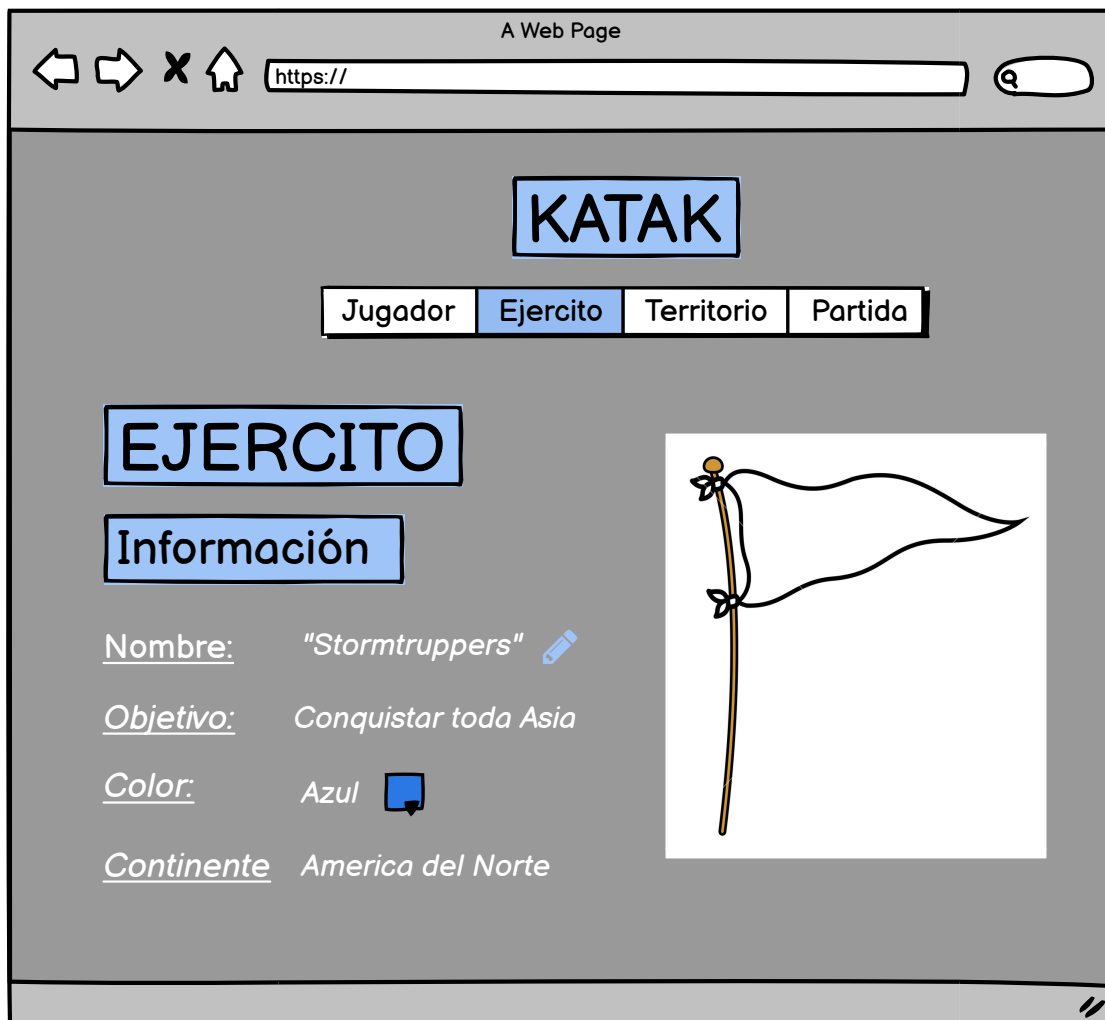 A Web Page
https://
KATAK
Jugador Ejercito Territorio Partida
EJERCITO
Información
Nombre: "Stormtruppers"
Objetivo: Conquistar toda Asia
Color: Azul
Continente America del Norte